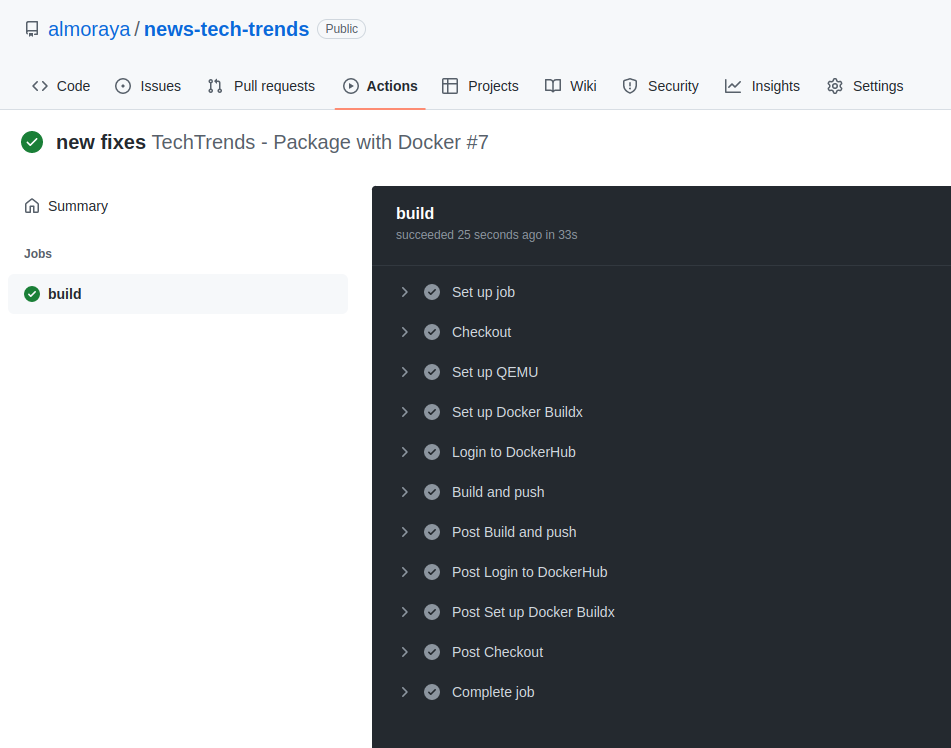 almoraya / news-tech-trends Public
Code Issues Pull requests Actions Projects Wiki Security Insights Settings
new fixes TechTrends - Package with Docker #7
Summary
Jobs
build
build
succeeded 25 seconds ago in 33s
Set up job
Checkout
Set up QEMU
Set up Docker Buildx
Login to DockerHub
Build and push
Post Build and push
Post Login to DockerHub
Post Set up Docker Buildx
Post Checkout
Complete job